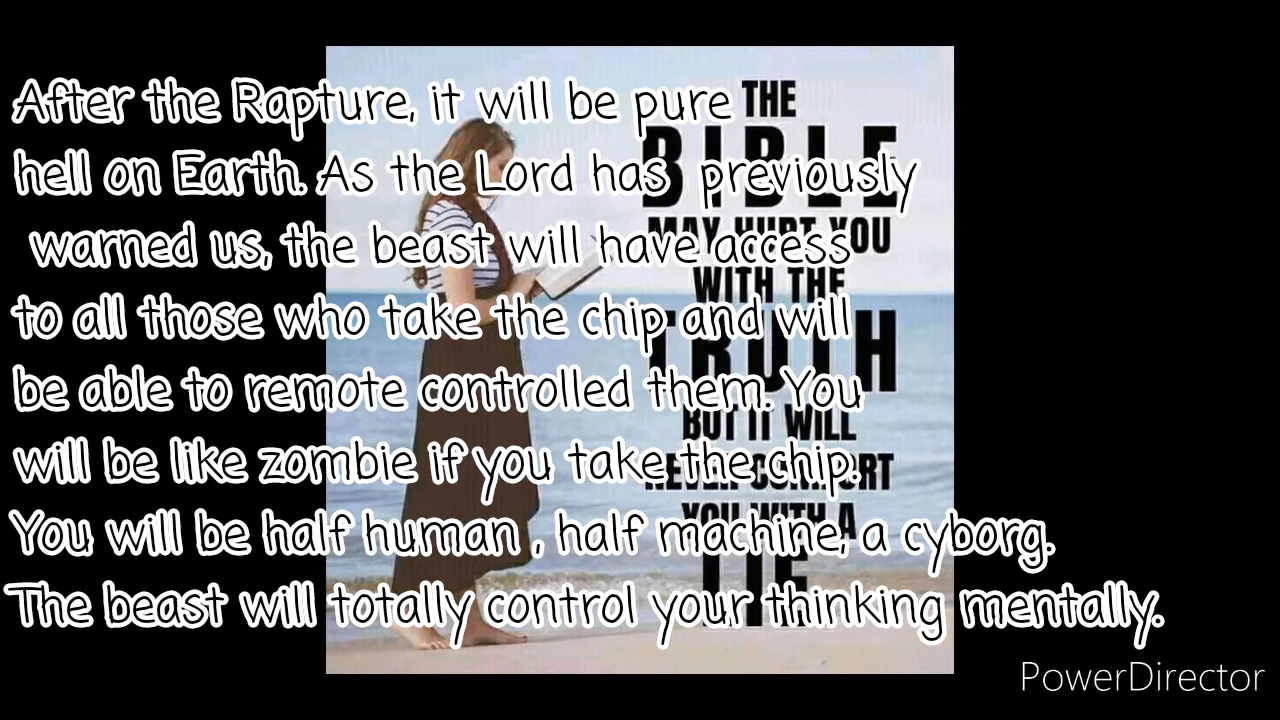 After the Rapture, it will be pure
hell on Earth. As the Lord has previously
warned us, the beast will have access
to all those who take the chip and will
be able to remote controlled them. You
will be like zombie if you take the chip.
You will be half human , half machine, a cyborg.
The beast will totally control your thinking mentally.
THE
BIBLE
MAY HURT YOU
WITH THE
TRUTH
BUT IT WILL
NEVER COMFORT
YOU WITH A
LIE
PowerDirector